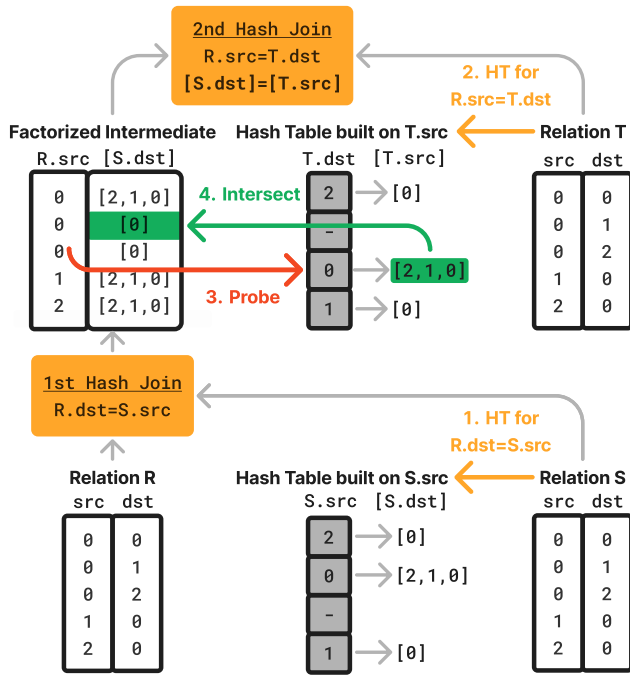 2nd Hash Join
R.src=T.dst
[S.dst]=[T.src]
2. HT for
R.src=T.dst
Factorized Intermediate
R.src [S.dst]
0 [2,1,0]
0 [0]
0 [0]
1 [2,1,0]
2 [2,1,0]
4. Intersect
3. Probe
Hash Table built on T.src
T.dst [T.src]
2 [0]
-
0 [2,1,0]
1 [0]
Relation T
src dst
0 0
0 1
0 2
1 0
2 0
1st Hash Join
R.dst=S.src
1. HT for
R.dst=S.src
Relation R
src dst
0 0
0 1
0 2
1 0
2 0
Hash Table built on S.src
S.src [S.dst]
2 [0]
0 [2,1,0]
-
1 [0]
Relation S
src dst
0 0
0 1
0 2
1 0
2 0